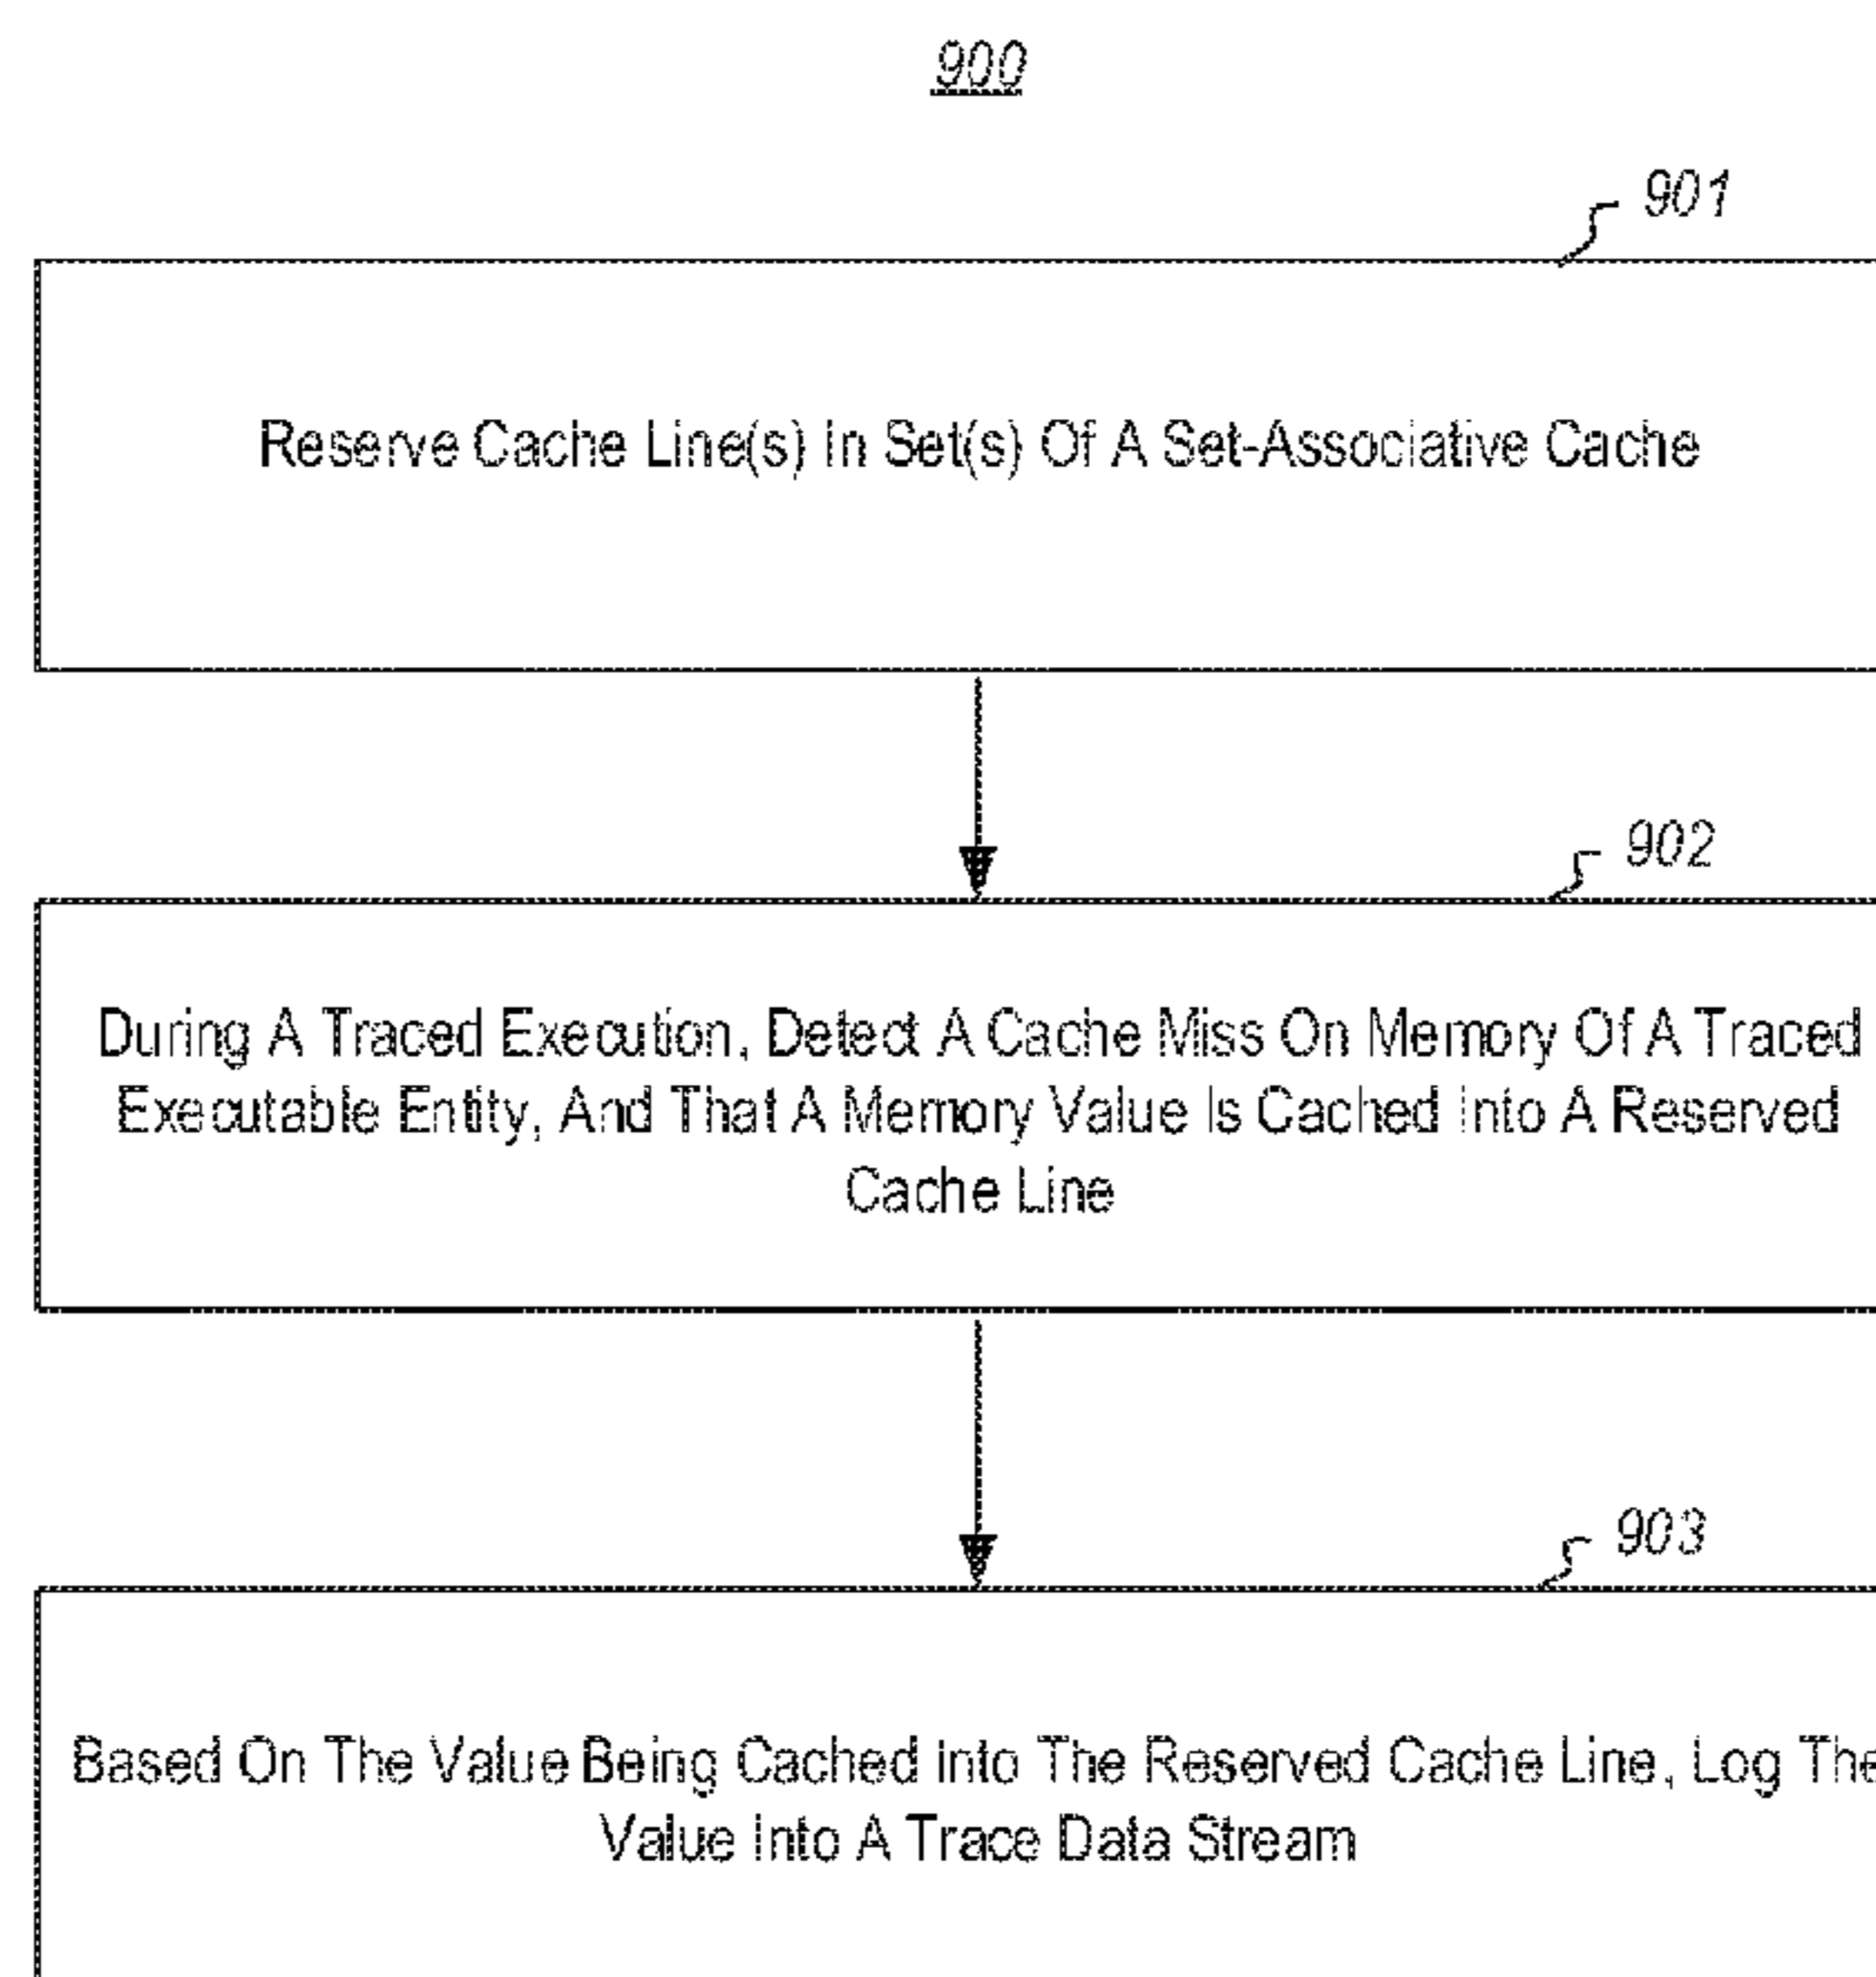 900
901
Reserve Cache Line(s) In Set(s) Of A Set-Associative Cache
902
During A Traced Execution, Detect A Cache Miss On Memory Of A Traced
Executable Entity, And That A Memory Value Is Cached Into A Reserved
Cache Line
903
Based On The Value Being Cached Into The Reserved Cache Line, Log The
Value Into A Trace Data Stream